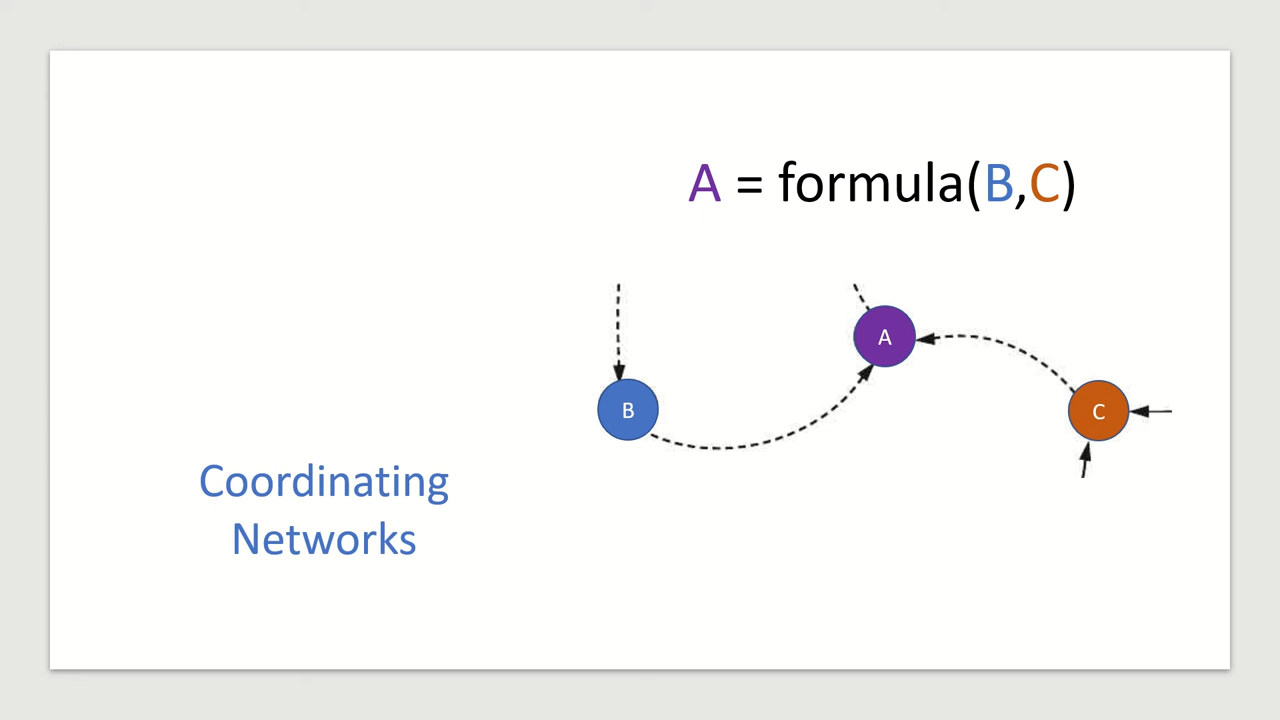 A = formula(B,C)
A
B
C
Coordinating
Networks